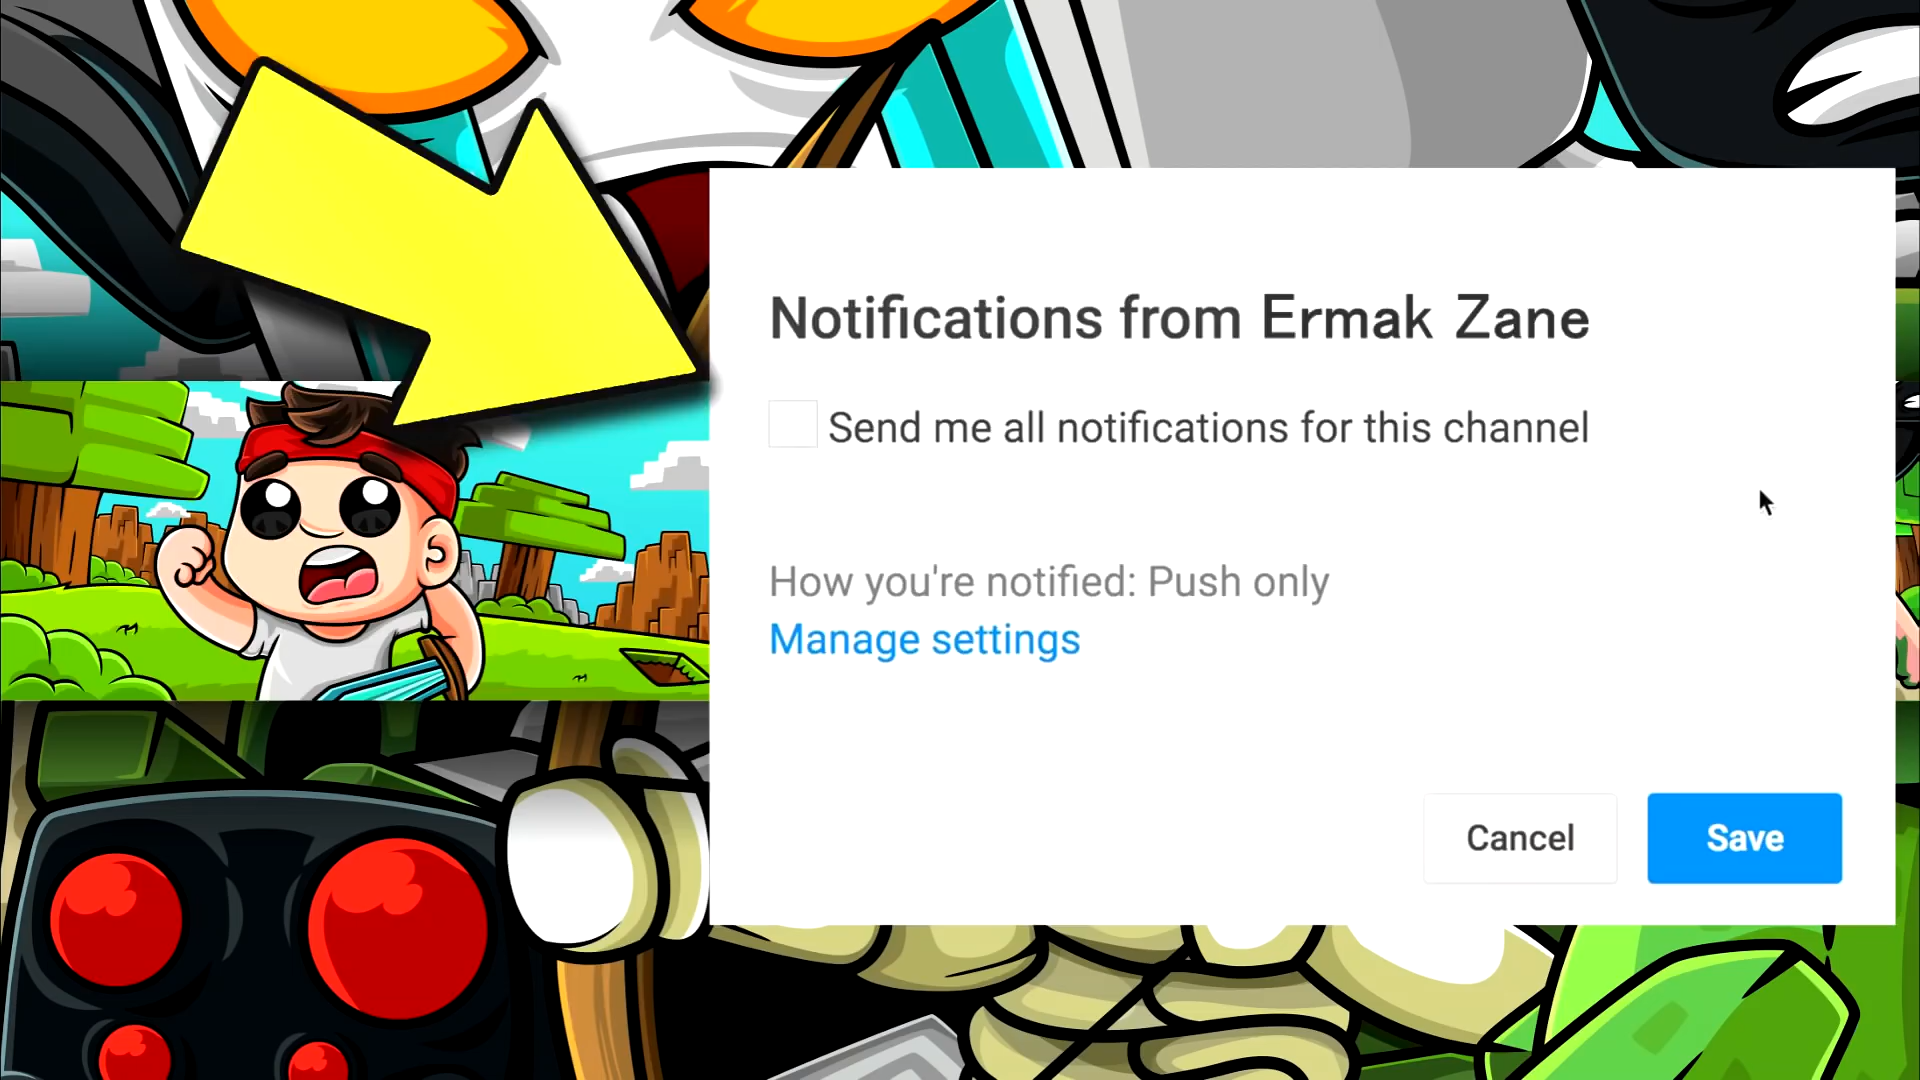 Notifications from Ermak Zane
Send me all notifications for this channel
How you're notified: Push only
Manage settings
Cancel
Save